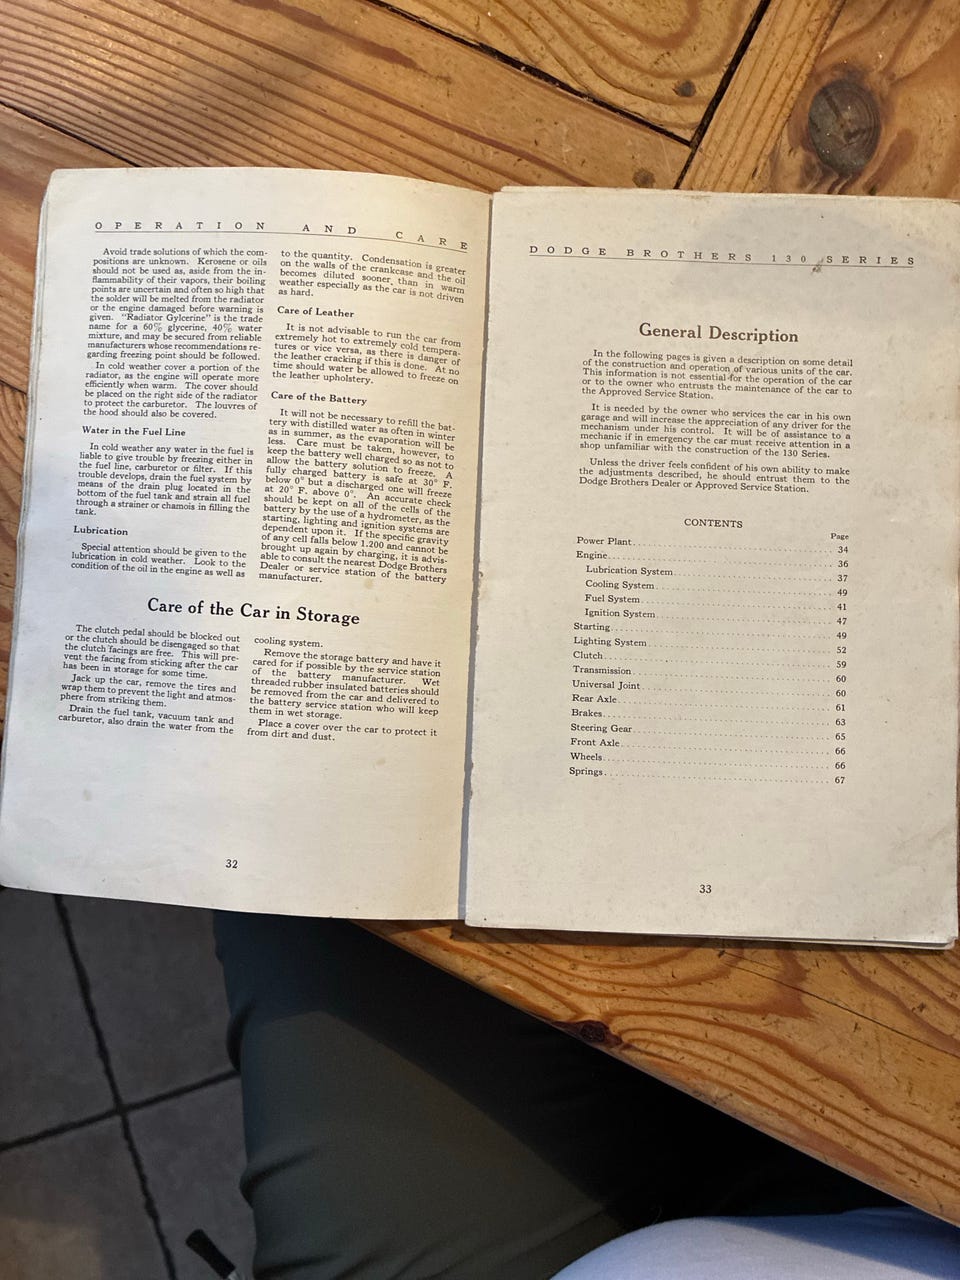 OPERATION AND CARE
Avoid trade solutions of which the com-
positions are unknown. Kerosene or oils
should not be used as, aside from the in-
flammability of their vapors, their boiling
points are uncertain and often so high that
the solder will be melted from the radiator
or the engine damaged before warning is
given. "Radiator Gylcerine" is the trade
name for a 60% glycerine, 40% water
mixture, and may be secured from reliable
manufacturers whose recommendations re-
garding freezing point should be followed.
In cold weather cover a portion of the
radiator, as the engine will operate more
efficiently when warm. The cover should
be placed on the right side of the radiator
to protect the carburetor. The louvres of
the hood should also be covered.
Water in the Fuel Line
In cold weather any water in the fuel is
liable to give trouble by freezing either in
the fuel line, carburetor or filter. If this
trouble develops, drain the fuel system by
means of the drain plug located in the
bottom of the fuel tank and strain all fuel
through a strainer or chamois in filling the
tank.
Lubrication
Special attention should be given to the
lubrication in cold weather. Look to the
condition of the oil in the engine as well as
to the quantity. Condensation is greater
on the walls of the crankcase and the oil
becomes diluted sooner than in warm
weather especially as the car is not driven
as hard.
Care of Leather
It is not advisable to run the car from
extremely hot to extremely cold tempera-
tures or vice versa, as there is danger of
the leather cracking if this is done. At no
time should water be allowed to freeze on
the leather upholstery.
Care of the Battery
It will not be necessary to refill the bat-
tery with distilled water as often in winter
as in summer, as the evaporation will be
less. Care must be taken, however, to
keep the battery well charged so as not to
allow the battery solution to freeze. A
fully charged battery is safe at 30° F.
below 0° but a discharged one will freeze
at 20° F. above 0°. An accurate check
should be kept on all of the cells of the
battery by the use of a hydrometer, as the
starting, lighting and ignition systems are
dependent upon it. If the specific gravity
of any cell falls below 1.200 and cannot be
brought up again by charging, it is advis-
able to consult the nearest Dodge Brothers
Dealer or service station of the battery
manufacturer.
Care of the Car in Storage
The clutch pedal should be blocked out
or the clutch should be disengaged so that
the clutch facings are free. This will pre-
vent the facing from sticking after the car
has been in storage for some time.
Jack up the car, remove the tires and
wrap them to prevent the light and atmos-
phere from striking them.
Drain the fuel tank, vacuum tank and
carburetor, also drain the water from the
cooling system.
Remove the storage battery and have it
cared for if possible by the service station
of the battery manufacturer. Wet
threaded rubber insulated batteries should
be removed from the car and delivered to
the battery service station who will keep
them in wet storage.
Place a cover over the car to protect it
from dirt and dust.
32
DODGE BROTHERS 130 SERIES
General Description
In the following pages is given a description on some detail
of the construction and operation of various units of the car.
This information is not essential for the operation of the car
or to the owner who entrusts the maintenance of the car to
the Approved Service Station.
It is needed by the owner who services the car in his own
garage and will increase the appreciation of any driver for the
mechanism under his control. It will be of assistance to a
mechanic if in emergency the car must receive attention in a
shop unfamiliar with the construction of the 130 Series.
Unless the driver feels confident of his own ability to make
the adjustments described, he should entrust them to the
Dodge Brothers Dealer or Approved Service Station.
CONTENTS
Page
Power Plant 34
Engine 36
Lubrication System 37
Cooling System 49
Fuel System 41
Ignition System 47
Starting 49
Lighting System 52
Clutch 59
Transmission 60
Universal Joint 60
Rear Axle 61
Brakes 63
Steering Gear 65
Front Axle 66
Wheels 66
Springs 67
33